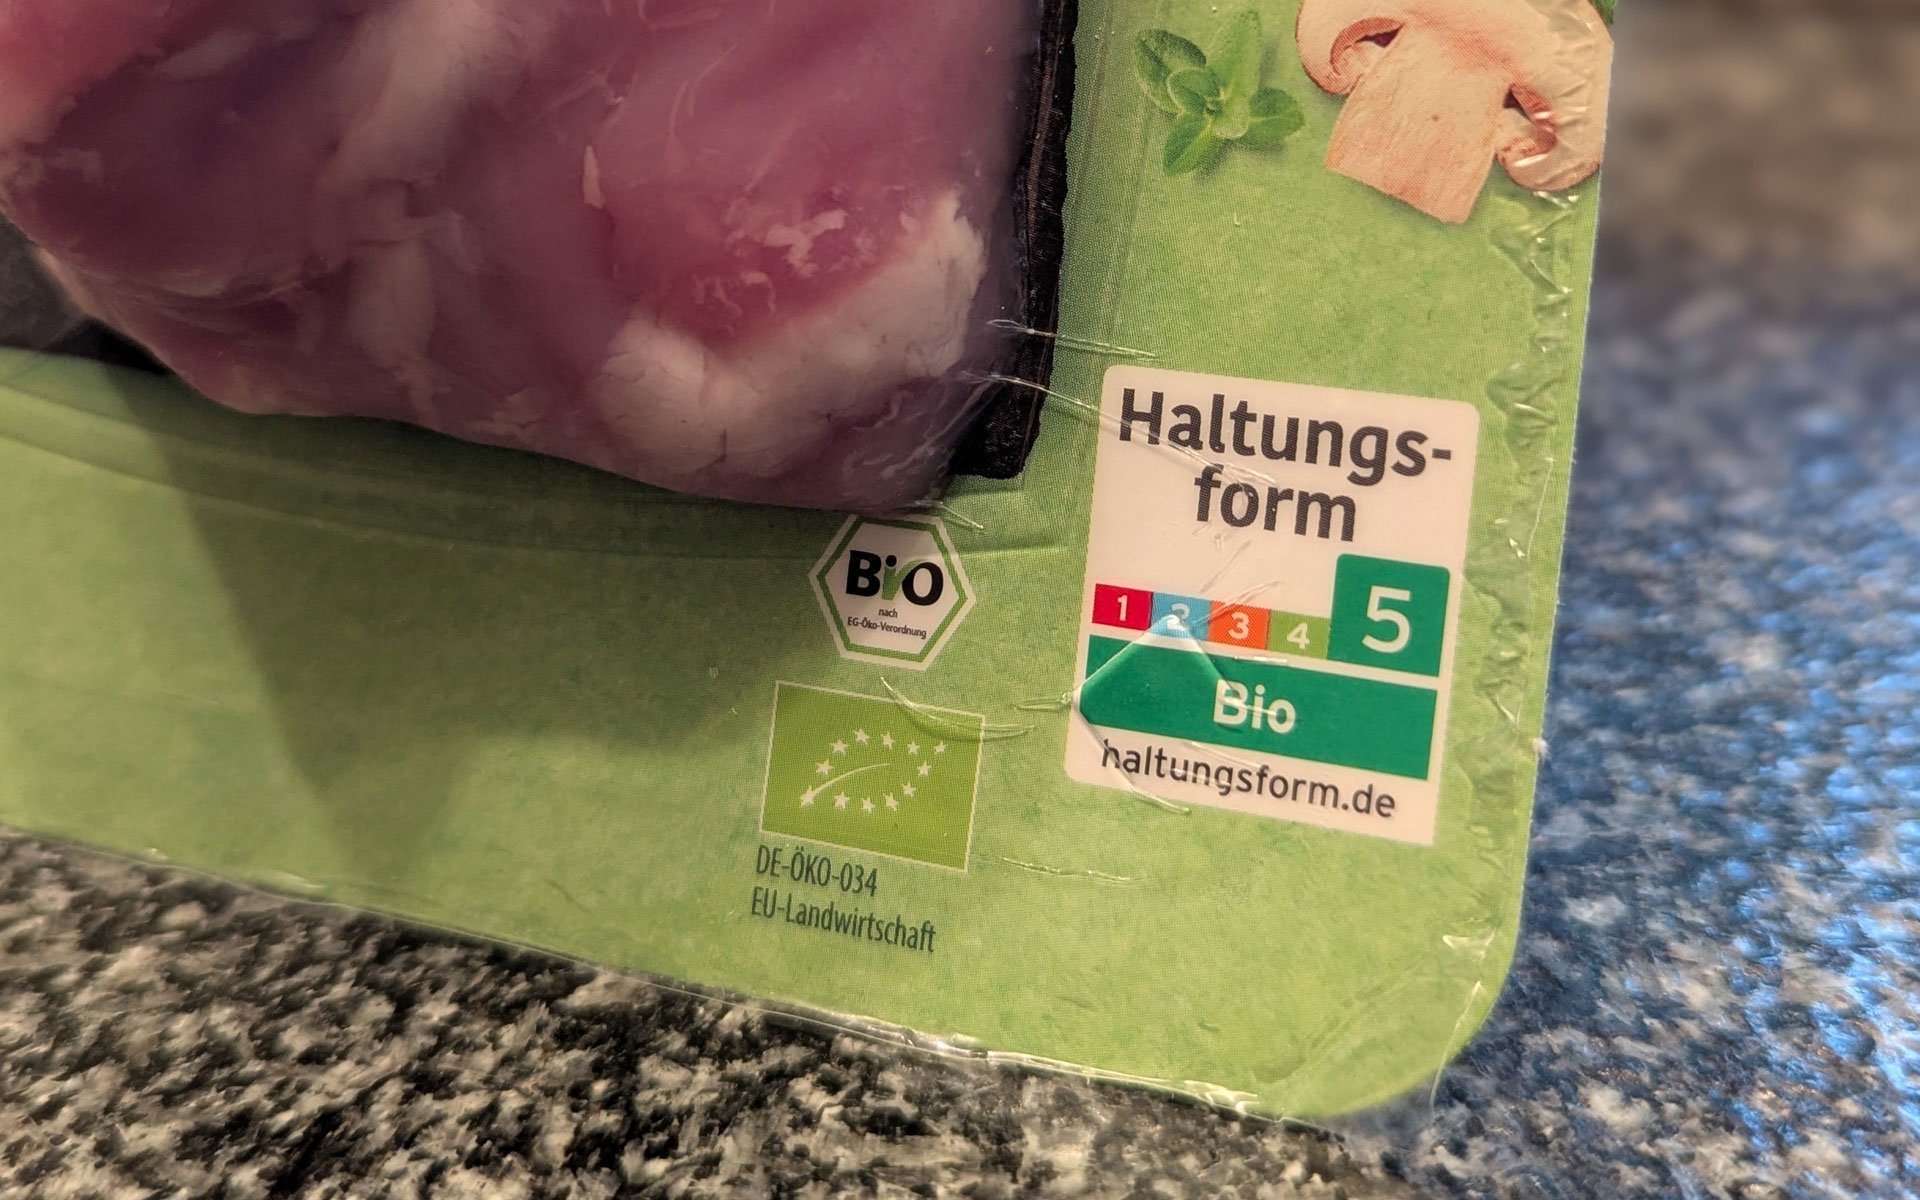 Haltungs-
form
1 2 3 4 5
Bio
haltungsform.de
BiO
nach
EG-Öko-Verordnung
DE-ÖKO-034
EU-Landwirtschaft